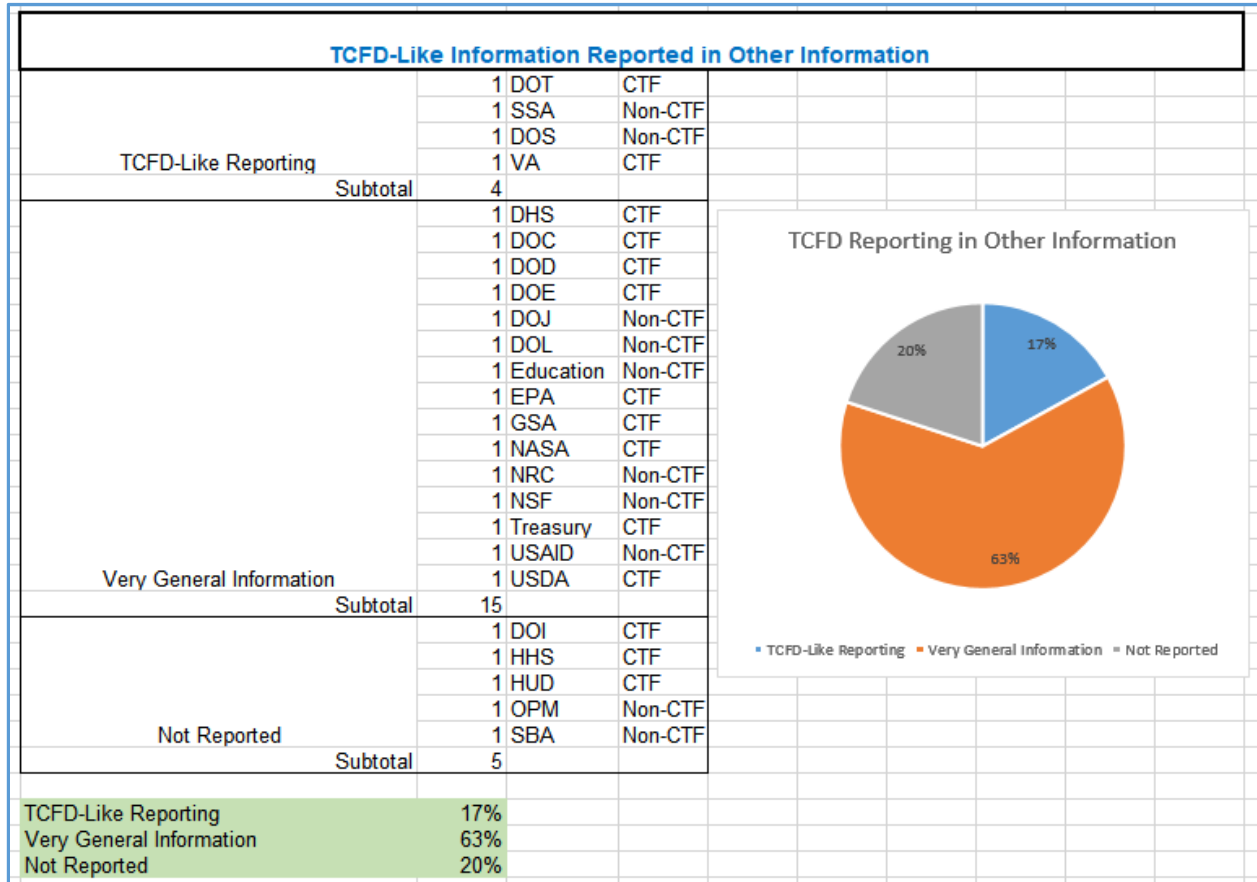 TCFD-Like Information Reported in Other Information
1 DOT CTF
1 SSA Non-CTF
1 DOS Non-CTF
TCFD-Like Reporting 1 VA CTF
Subtotal 4
1 DHS CTF
1 DOC CTF
1 DOD CTF
1 DOE CTF
1 DOJ Non-CTF
1 DOL Non-CTF
1 Education Non-CTF
1 EPA CTF
1 GSA CTF
1 NASA CTF
1 NRC Non-CTF
1 NSF Non-CTF
1 Treasury CTF
1 USAID Non-CTF
Very General Information 1 USDA CTF
Subtotal 15
1 DOI CTF
1 HHS CTF
1 HUD CTF
1 OPM Non-CTF
Not Reported 1 SBA Non-CTF
Subtotal 5
TCFD-Like Reporting 17%
Very General Information 63%
Not Reported 20%
TCFD Reporting in Other Information
20% 17%
63%
TCFD-Like Reporting Very General Information Not Reported